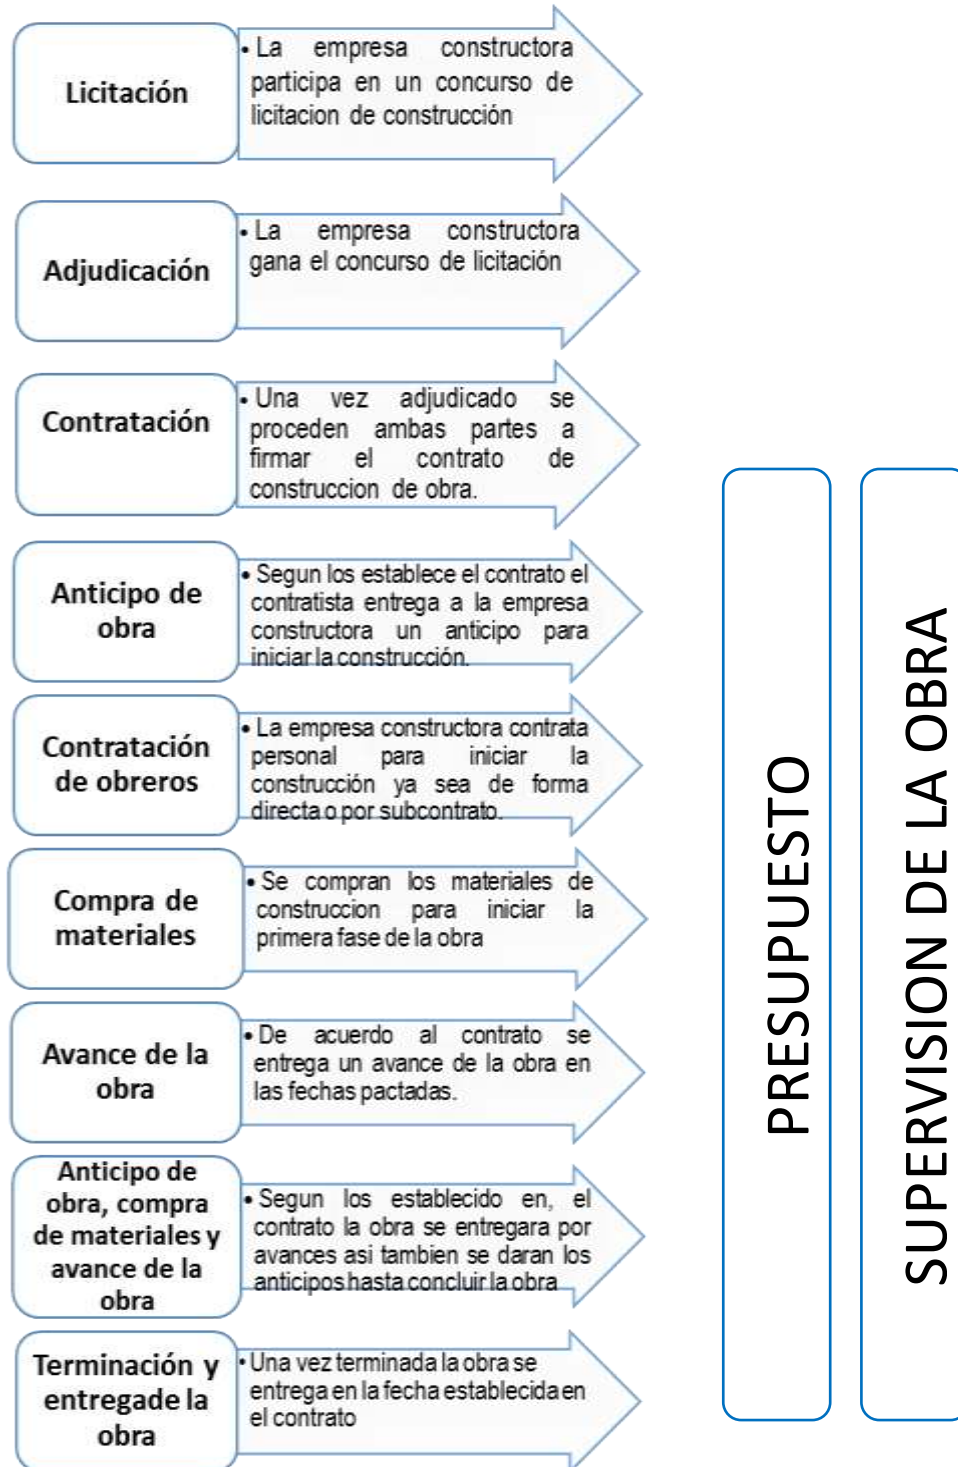 Licitación
• La empresa constructora
participa en un concurso de
licitacion de construcción
Adjudicación
• La empresa constructora
gana el concurso de licitación
Contratación
• Una vez adjudicado se
proceden ambas partes a
firmar el contrato de
construccion de obra.
Anticipo de
obra
• Segun los establece el contrato el
contratista entrega a la empresa
constructora un anticipo para
iniciar la construcción.
Contratación
de obreros
• La empresa constructora contrata
personal para iniciar la
construcción ya sea de forma
directa o por subcontrato.
Compra de
materiales
• Se compran los materiales de
construccion para iniciar la
primera fase de la obra
Avance de la
obra
• De acuerdo al contrato se
entrega un avance de la obra en
las fechas pactadas.
Anticipo de
obra, compra
de materiales y
avance de la
obra
• Segun los establecido en, el
contrato la obra se entregara por
avances asi tambien se daran los
anticipos hasta concluir la obra
Terminación y
entregade la
obra
• Una vez terminada la obra se
entrega en la fecha establecida en
el contrato
PRESUPUESTO
SUPERVISION DE LA OBRA